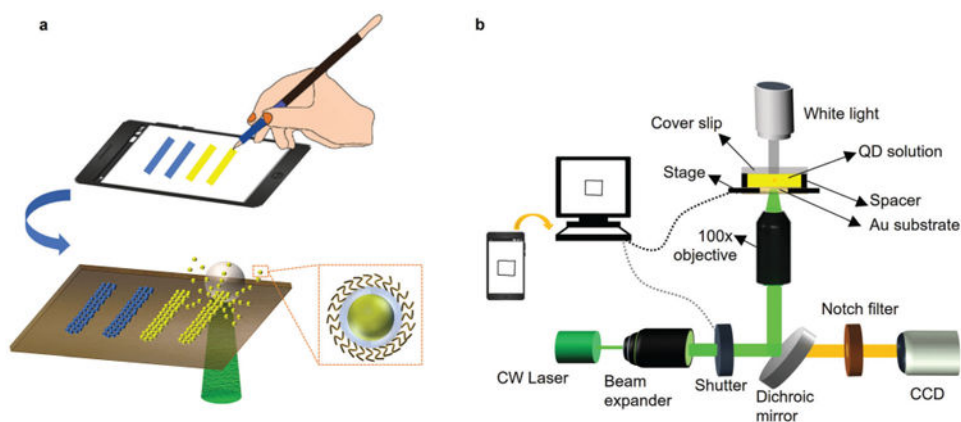 a
b
White light
Cover slip
QD solution
Stage
Spacer
Au substrate
100x
objective
Notch filter
CW Laser
Beam
expander
Shutter
Dichroic
mirror
CCD